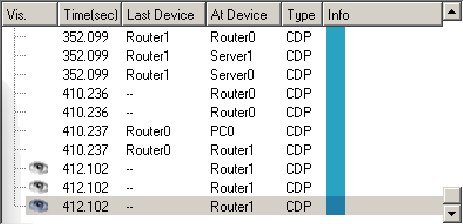 Vis. Time(sec) Last Device At Device Type Info
352.099 Router1 Router0 CDP
352.099 Router1 Server1 CDP
352.099 Router1 Server0 CDP
410.236 -- Router0 CDP
410.236 -- Router0 CDP
410.237 Router0 PC0 CDP
410.237 Router0 Router1 CDP
412.102 -- Router1 CDP
412.102 -- Router1 CDP
412.102 -- Router1 CDP